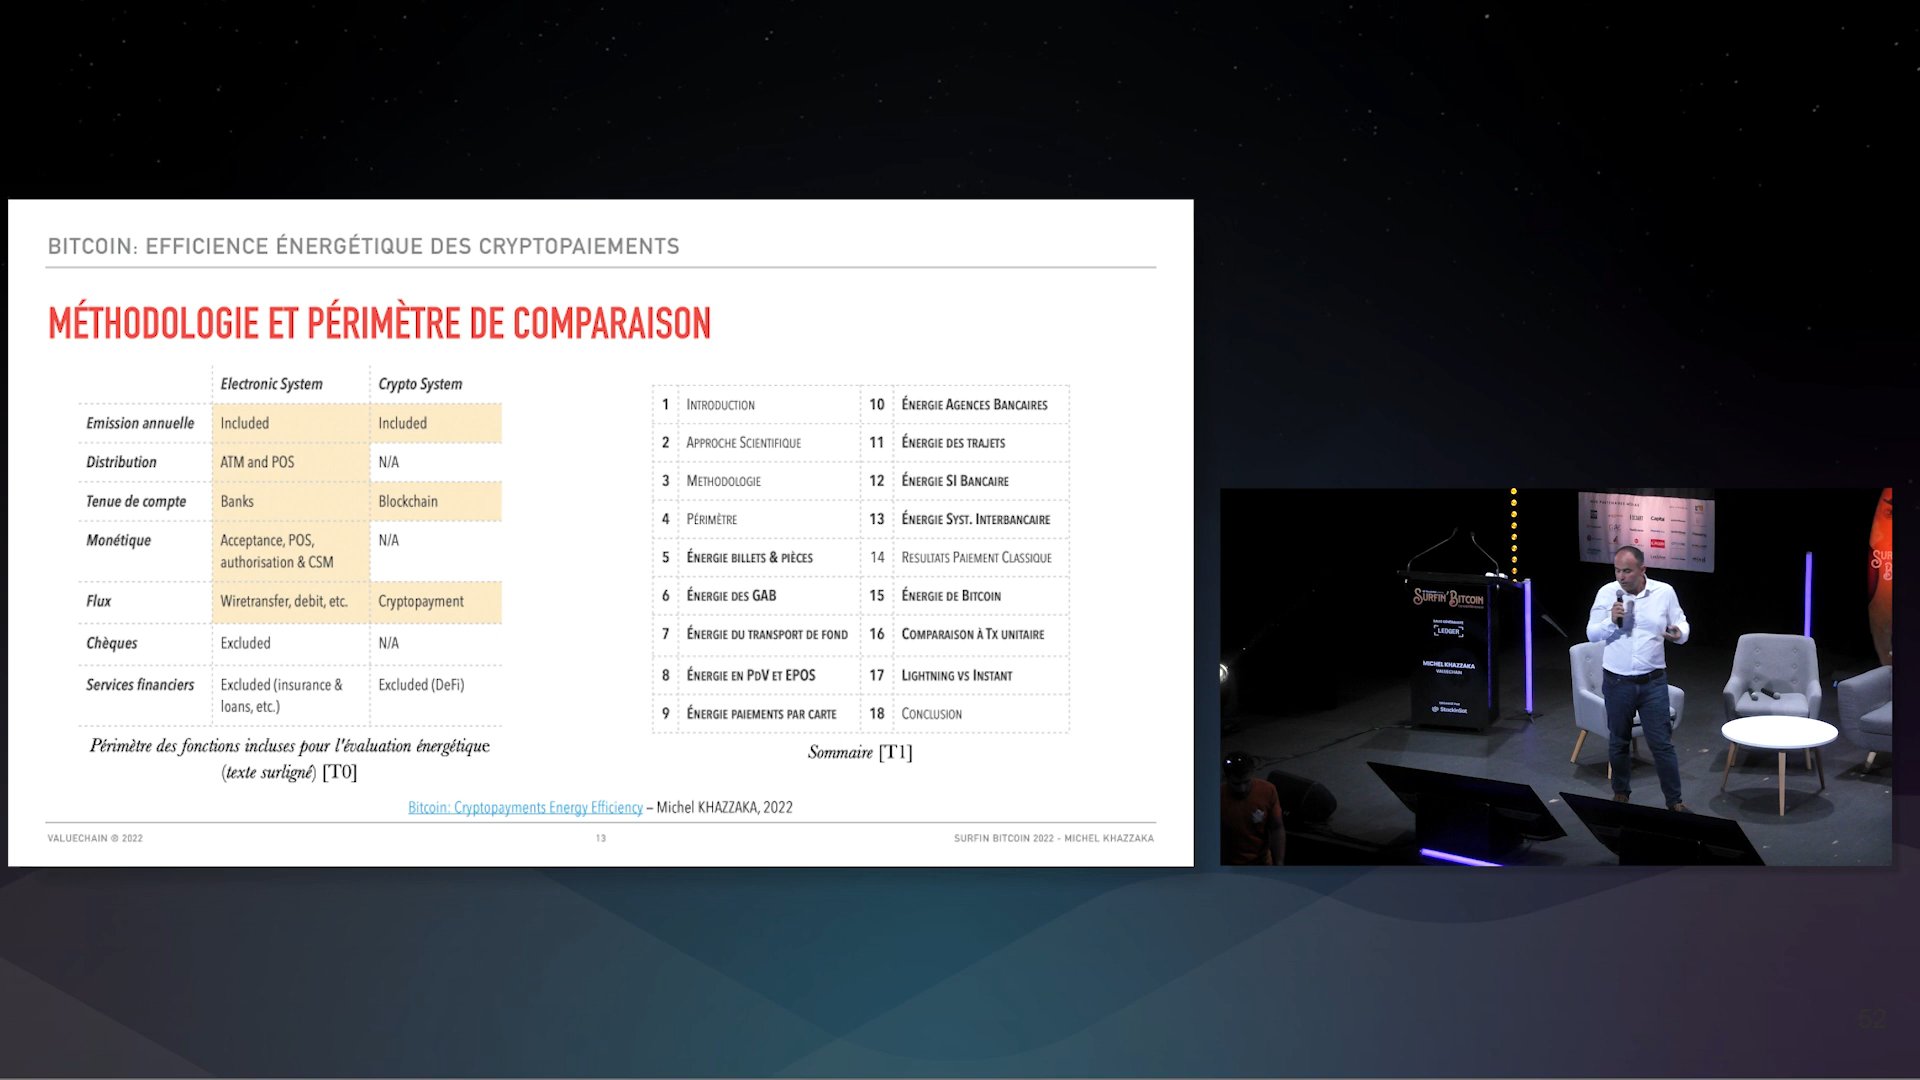 BITCOIN: EFFICIENCE ÉNERGÉTIQUE DES CRYPTOPAIEMENTS
MÉTHODOLOGIE ET PÉRIMÈTRE DE COMPARAISON
Electronic System Crypto System
Emission annuelle Included Included
Distribution ATM and POS N/A
Tenue de compte Banks Blockchain
Monétique Acceptance, POS, N/A
authorisation & CSM
Flux Wiretransfer, debit, etc. Cryptopayment
Chèques Excluded N/A
Services financiers Excluded (insurance & Excluded (DeFi)
loans, etc.)
Périmètre des fonctions incluses pour l'évaluation énergétique
(texte surligné) [T0]
1 INTRODUCTION 10 ÉNERGIE AGENCES BANCAIRES
2 APPROCHE SCIENTIFIQUE 11 ÉNERGIE DES TRAJETS
3 METHODOLOGIE 12 ÉNERGIE SI BANCAIRE
4 PÉRIMÈTRE 13 ÉNERGIE SYST. INTERBANCAIRE
5 ÉNERGIE BILLETS & PIÈCES 14 RESULTATS PAIEMENT CLASSIQUE
6 ÉNERGIE DES GAB 15 ÉNERGIE DE BITCOIN
7 ÉNERGIE DU TRANSPORT DE FOND 16 COMPARAISON À TX UNITAIRE
8 ÉNERGIE EN PDV ET EPOS 17 LIGHTNING VS INSTANT
9 ÉNERGIE PAIEMENTS PAR CARTE 18 CONCLUSION
Sommaire [T1]
Bitcoin: Cryptopayments Energy Efficiency – Michel KHAZZAKA, 2022
VALUECHAIN © 2022 13 SURFIN BITCOIN 2022 - MICHEL KHAZZAKA
SURFIN' BITCOIN
LEDGER
MICHEL KHAZZAKA
VALUECHAIN
StackinSat
52